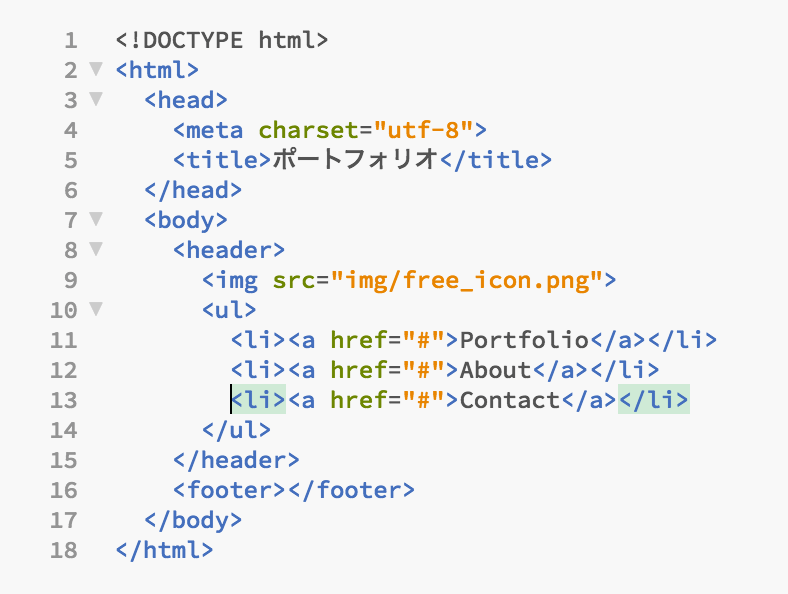 1 <!DOCTYPE html>
2 <html>
3 <head>
4 <meta charset="utf-8">
5 <title>ポートフォリオ</title>
6 </head>
7 <body>
8 <header>
9 <img src="img/free_icon.png">
10 <ul>
11 <li><a href="#">Portfolio</a></li>
12 <li><a href="#">About</a></li>
13 <li><a href="#">Contact</a></li>
14 </ul>
15 </header>
16 <footer></footer>
17 </body>
18 </html>